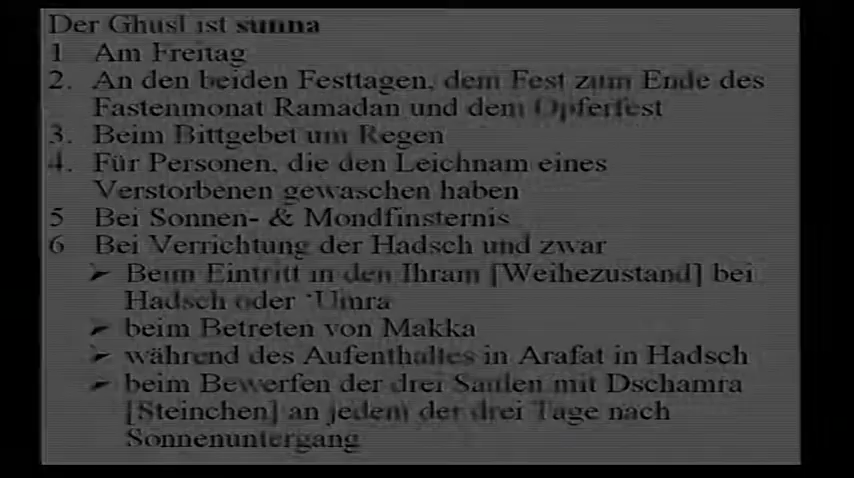 Der Ghusl ist sunna
1 Am Freitag
2. An den beiden Festtagen, dem Fest zum Ende des
Fastenmonat Ramadan und dem Opferfest
3. Beim Bittgebet um Regen
4. Für Personen, die den Leichnam eines
Verstorbenen gewaschen haben
5 Bei Sonnen- & Mondfinsternis
6 Bei Verrichtung der Hadsch und zwar
➢ Beim Eintritt in den Ihram [Weihezustand] bei
Hadsch oder ‘Umra
➢ beim Betreten von Makka
➢ während des Aufenthaltes in Arafat in Hadsch
➢ beim Bewerfen der drei Säulen mit Dschamra
[Steinchen] an jedem der drei Tage nach
Sonnenuntergang